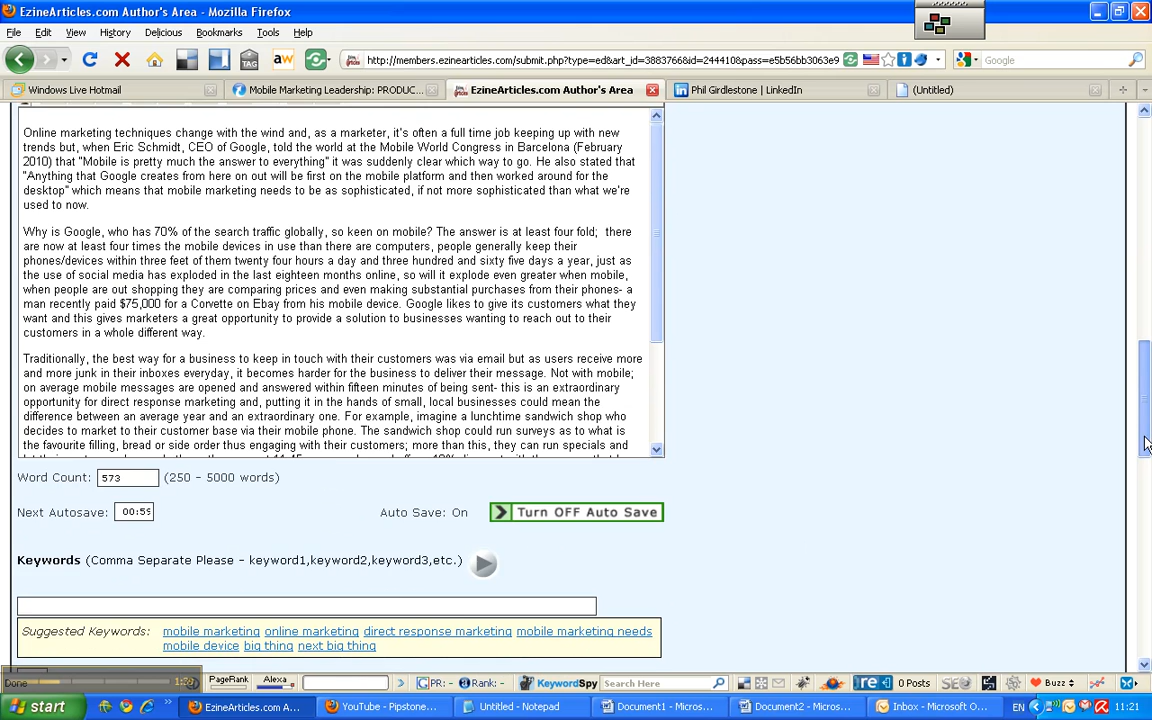 EzineArticles.com Author's Area - Mozilla Firefox
File Edit View History Delicious Bookmarks Tools Help
TAG aw http://members.ezinearticles.com/submit.php?type=ed&art_id=3883766&id=244410&pass=e5b56bb3063e9 Google
Windows Live Hotmail Mobile Marketing Leadership: PRODUC... EzineArticles.com Author's Area Phil Girdlestone | LinkedIn (Untitled)
Online marketing techniques change with the wind and, as a marketer, it's often a full time job keeping up with new
trends but, when Eric Schmidt, CEO of Google, told the world at the Mobile World Congress in Barcelona (February
2010) that "Mobile is pretty much the answer to everything" it was suddenly clear which way to go. He also stated that
"Anything that Google creates from here on out will be first on the mobile platform and then worked around for the
desktop" which means that mobile marketing needs to be as sophisticated, if not more sophisticated than what we're
used to now.
Why is Google, who has 70% of the search traffic globally, so keen on mobile? The answer is at least four fold; there
are now at least four times the mobile devices in use than there are computers, people generally keep their
phones/devices within three feet of them twenty four hours a day and three hundred and sixty five days a year, just as
the use of social media has exploded in the last eighteen months online, so will it explode even greater when mobile,
when people are out shopping they are comparing prices and even making substantial purchases from their phones- a
man recently paid $75,000 for a Corvette on Ebay from his mobile device. Google likes to give its customers what they
want and this gives marketers a great opportunity to provide a solution to businesses wanting to reach out to their
customers in a whole different way.
Traditionally, the best way for a business to keep in touch with their customers was via email but as users receive more
and more junk in their inboxes everyday, it becomes harder for the business to deliver their message. Not with mobile;
on average mobile messages are opened and answered within fifteen minutes of being sent- this is an extraordinary
opportunity for direct response marketing and, putting it in the hands of small, local businesses could mean the
difference between an average year and an extraordinary one. For example, imagine a lunchtime sandwich shop who
decides to market to their customer base via their mobile phone. The sandwich shop could run surveys as to what is
the favourite filling, bread or side order thus engaging with their customers; more than this, they can run specials and
Word Count: 573 (250 - 5000 words)
Next Autosave: 00:59 Auto Save: On Turn OFF Auto Save
Keywords (Comma Separate Please - keyword1,keyword2,keyword3,etc.)
Suggested Keywords: mobile marketing online marketing direct response marketing mobile marketing needs
mobile device big thing next big thing
Done PageRank Alexa PR: - Rank: - KeywordSpy Search Here re 0 Posts SEO Buzz
start EzineArticles.com A... YouTube - Pipstone... Untitled - Notepad Document1 - Micros... Document2 - Micros... Inbox - Microsoft O... EN 11:21